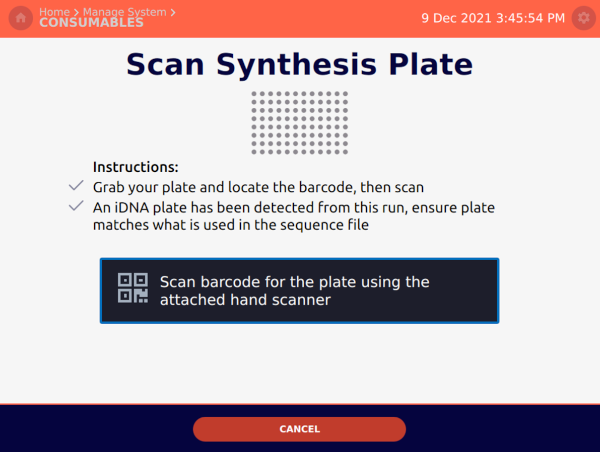 Home > Manage System >
CONSUMABLES
9 Dec 2021 3:45:54 PM
Scan Synthesis Plate
Instructions:
Grab your plate and locate the barcode, then scan
An iDNA plate has been detected from this run, ensure plate
matches what is used in the sequence file
Scan barcode for the plate using the
attached hand scanner
CANCEL